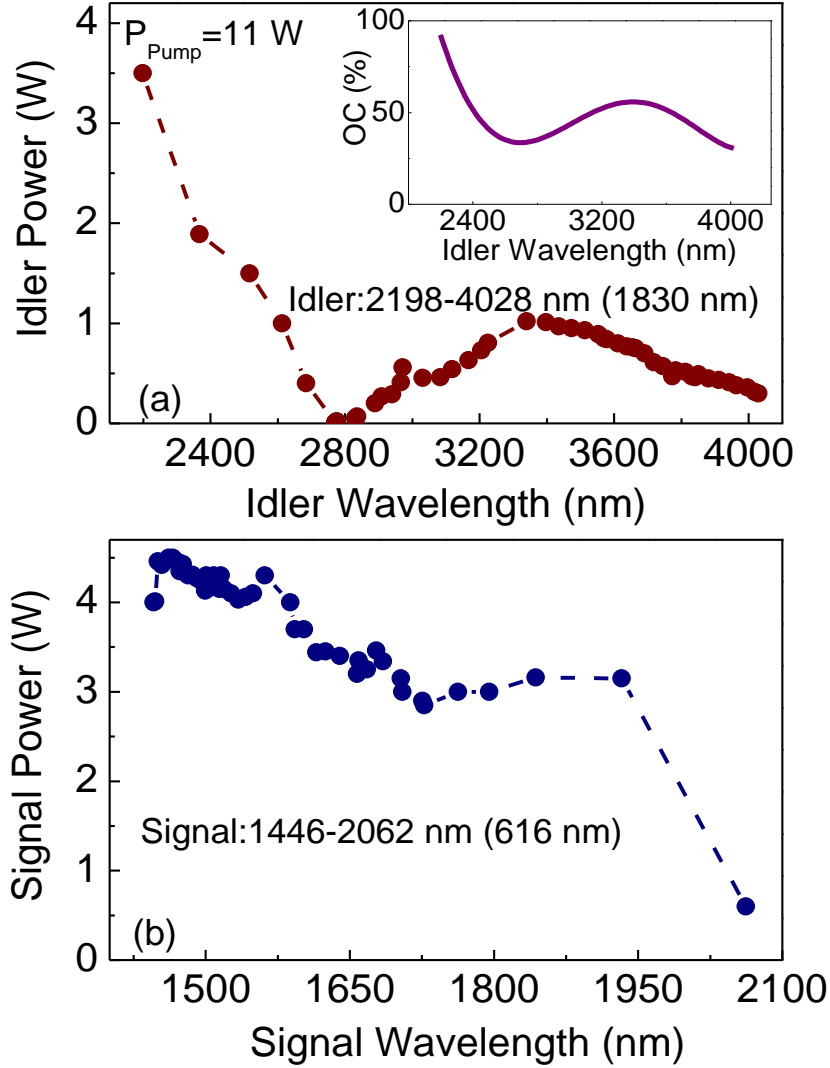 4
P_Pump=11 W
3
2
1
0
Idler Power (W)
100
50
0
OC (%)
2400 3200 4000
Idler Wavelength (nm)
Idler:2198-4028 nm (1830 nm)
(a)
2400 2800 3200 3600 4000
Idler Wavelength (nm)
4
3
2
1
0
Signal Power (W)
Signal:1446-2062 nm (616 nm)
(b)
1500 1650 1800 1950 2100
Signal Wavelength (nm)